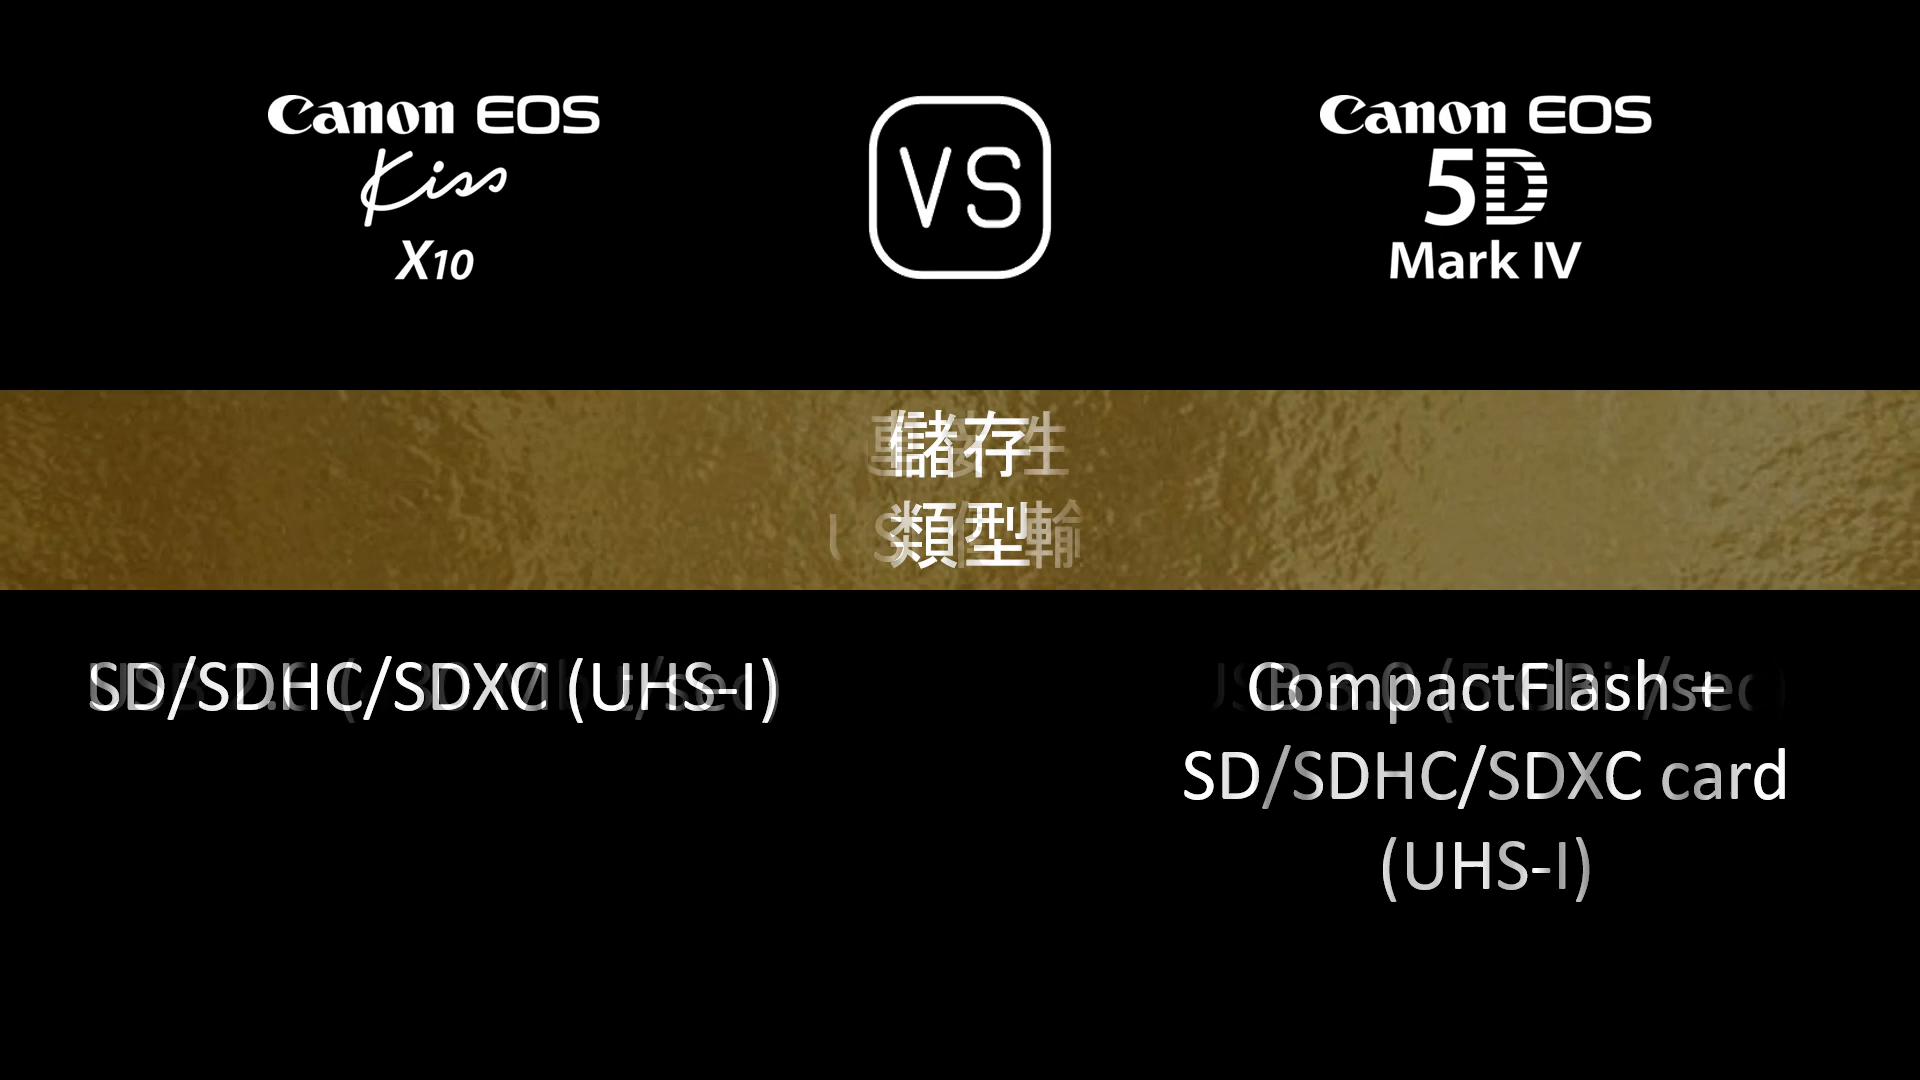 Canon EOS
Kiss
X10
VS
Canon EOS
5D
Mark IV
儲存
類型
SD/SDHC/SDXC (UHS-I)
CompactFlash +
SD/SDHC/SDXC card
(UHS-I)